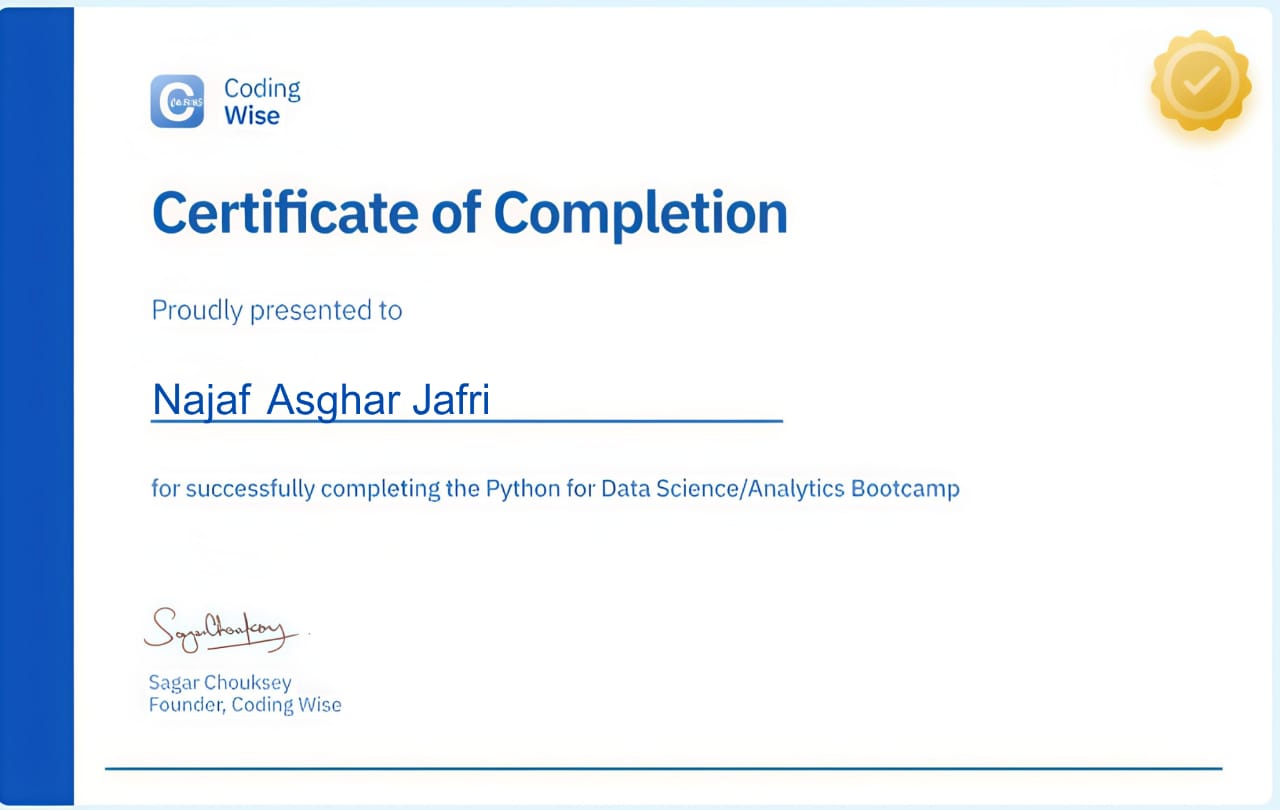 Coding
Wise
Certificate of Completion
Proudly presented to
Najaf Asghar Jafri
for successfully completing the Python for Data Science/Analytics Bootcamp
Sagar Chouksey
Sagar Chouksey
Founder, Coding Wise